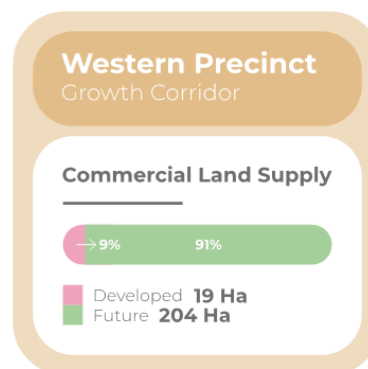 Western Precinct
Growth Corridor
Commercial Land Supply
9% 91%
Developed 19 Ha
Future 204 Ha